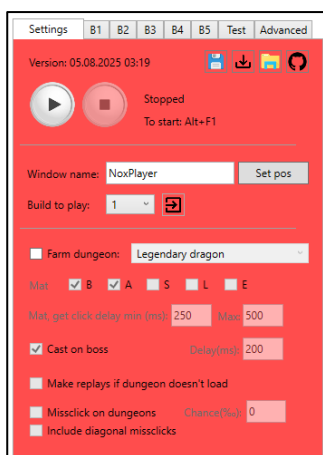 Settings B1 B2 B3 B4 B5 Test Advanced
Version: 05.08.2025 03:19
Stopped
To start: Alt+F1
Window name: NoxPlayer Set pos
Build to play: 1
Farm dungeon: Legendary dragon
Mat B A S L E
Mat, get click delay min (ms): 250 Max: 500
Cast on boss Delay(ms): 200
Make replays if dungeon doesn't load
Missclick on dungeons Chance(‰): 0
Include diagonal missclicks